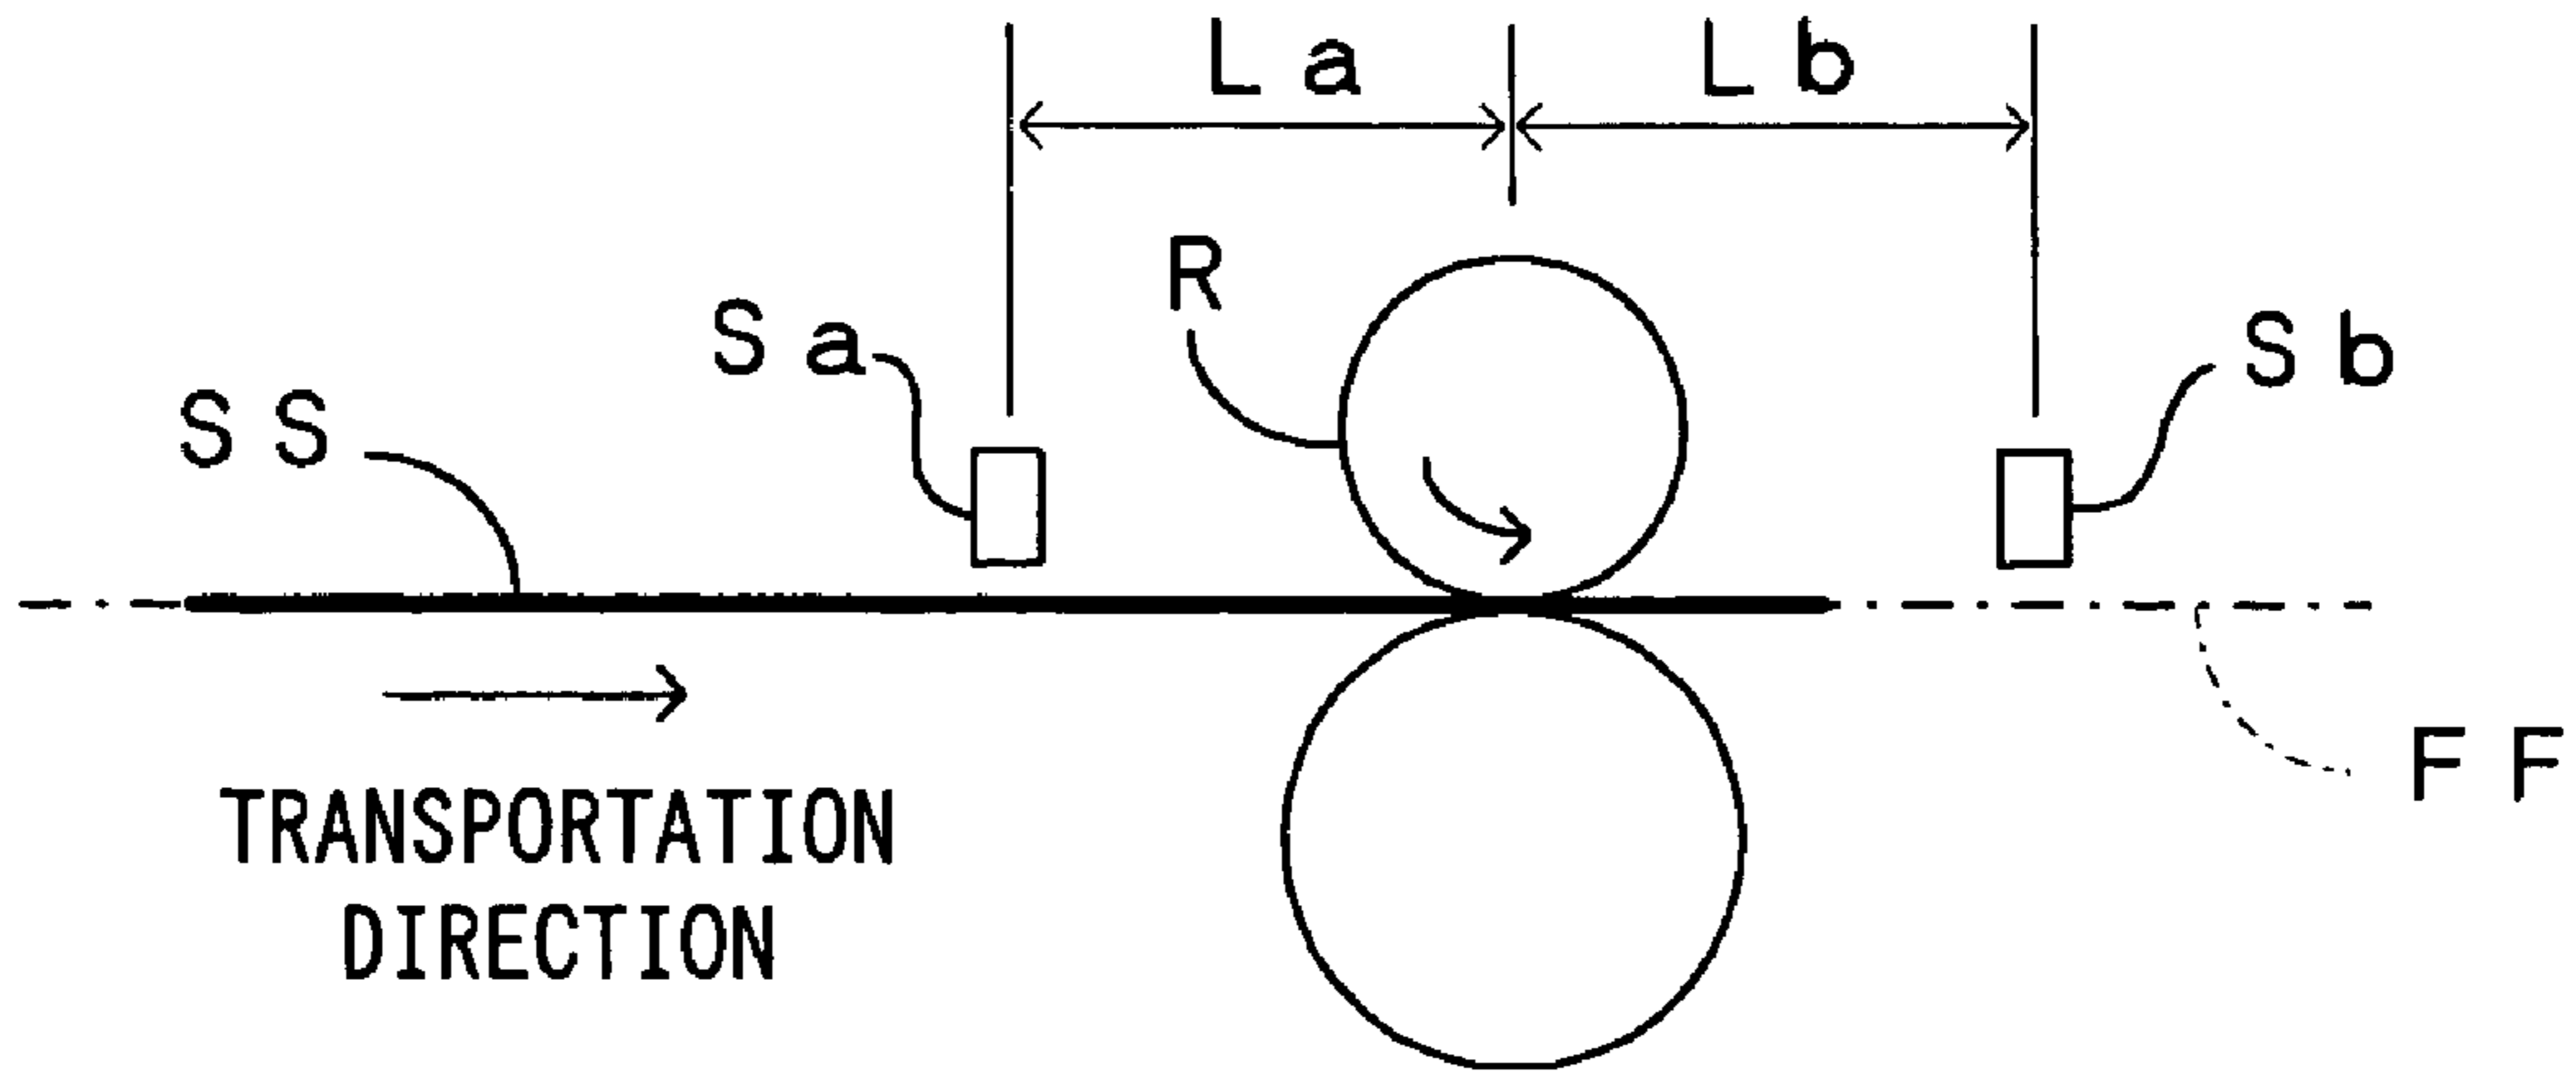 La
Lb
R
Sa
Sb
SS
FF
TRANSPORTATION
DIRECTION